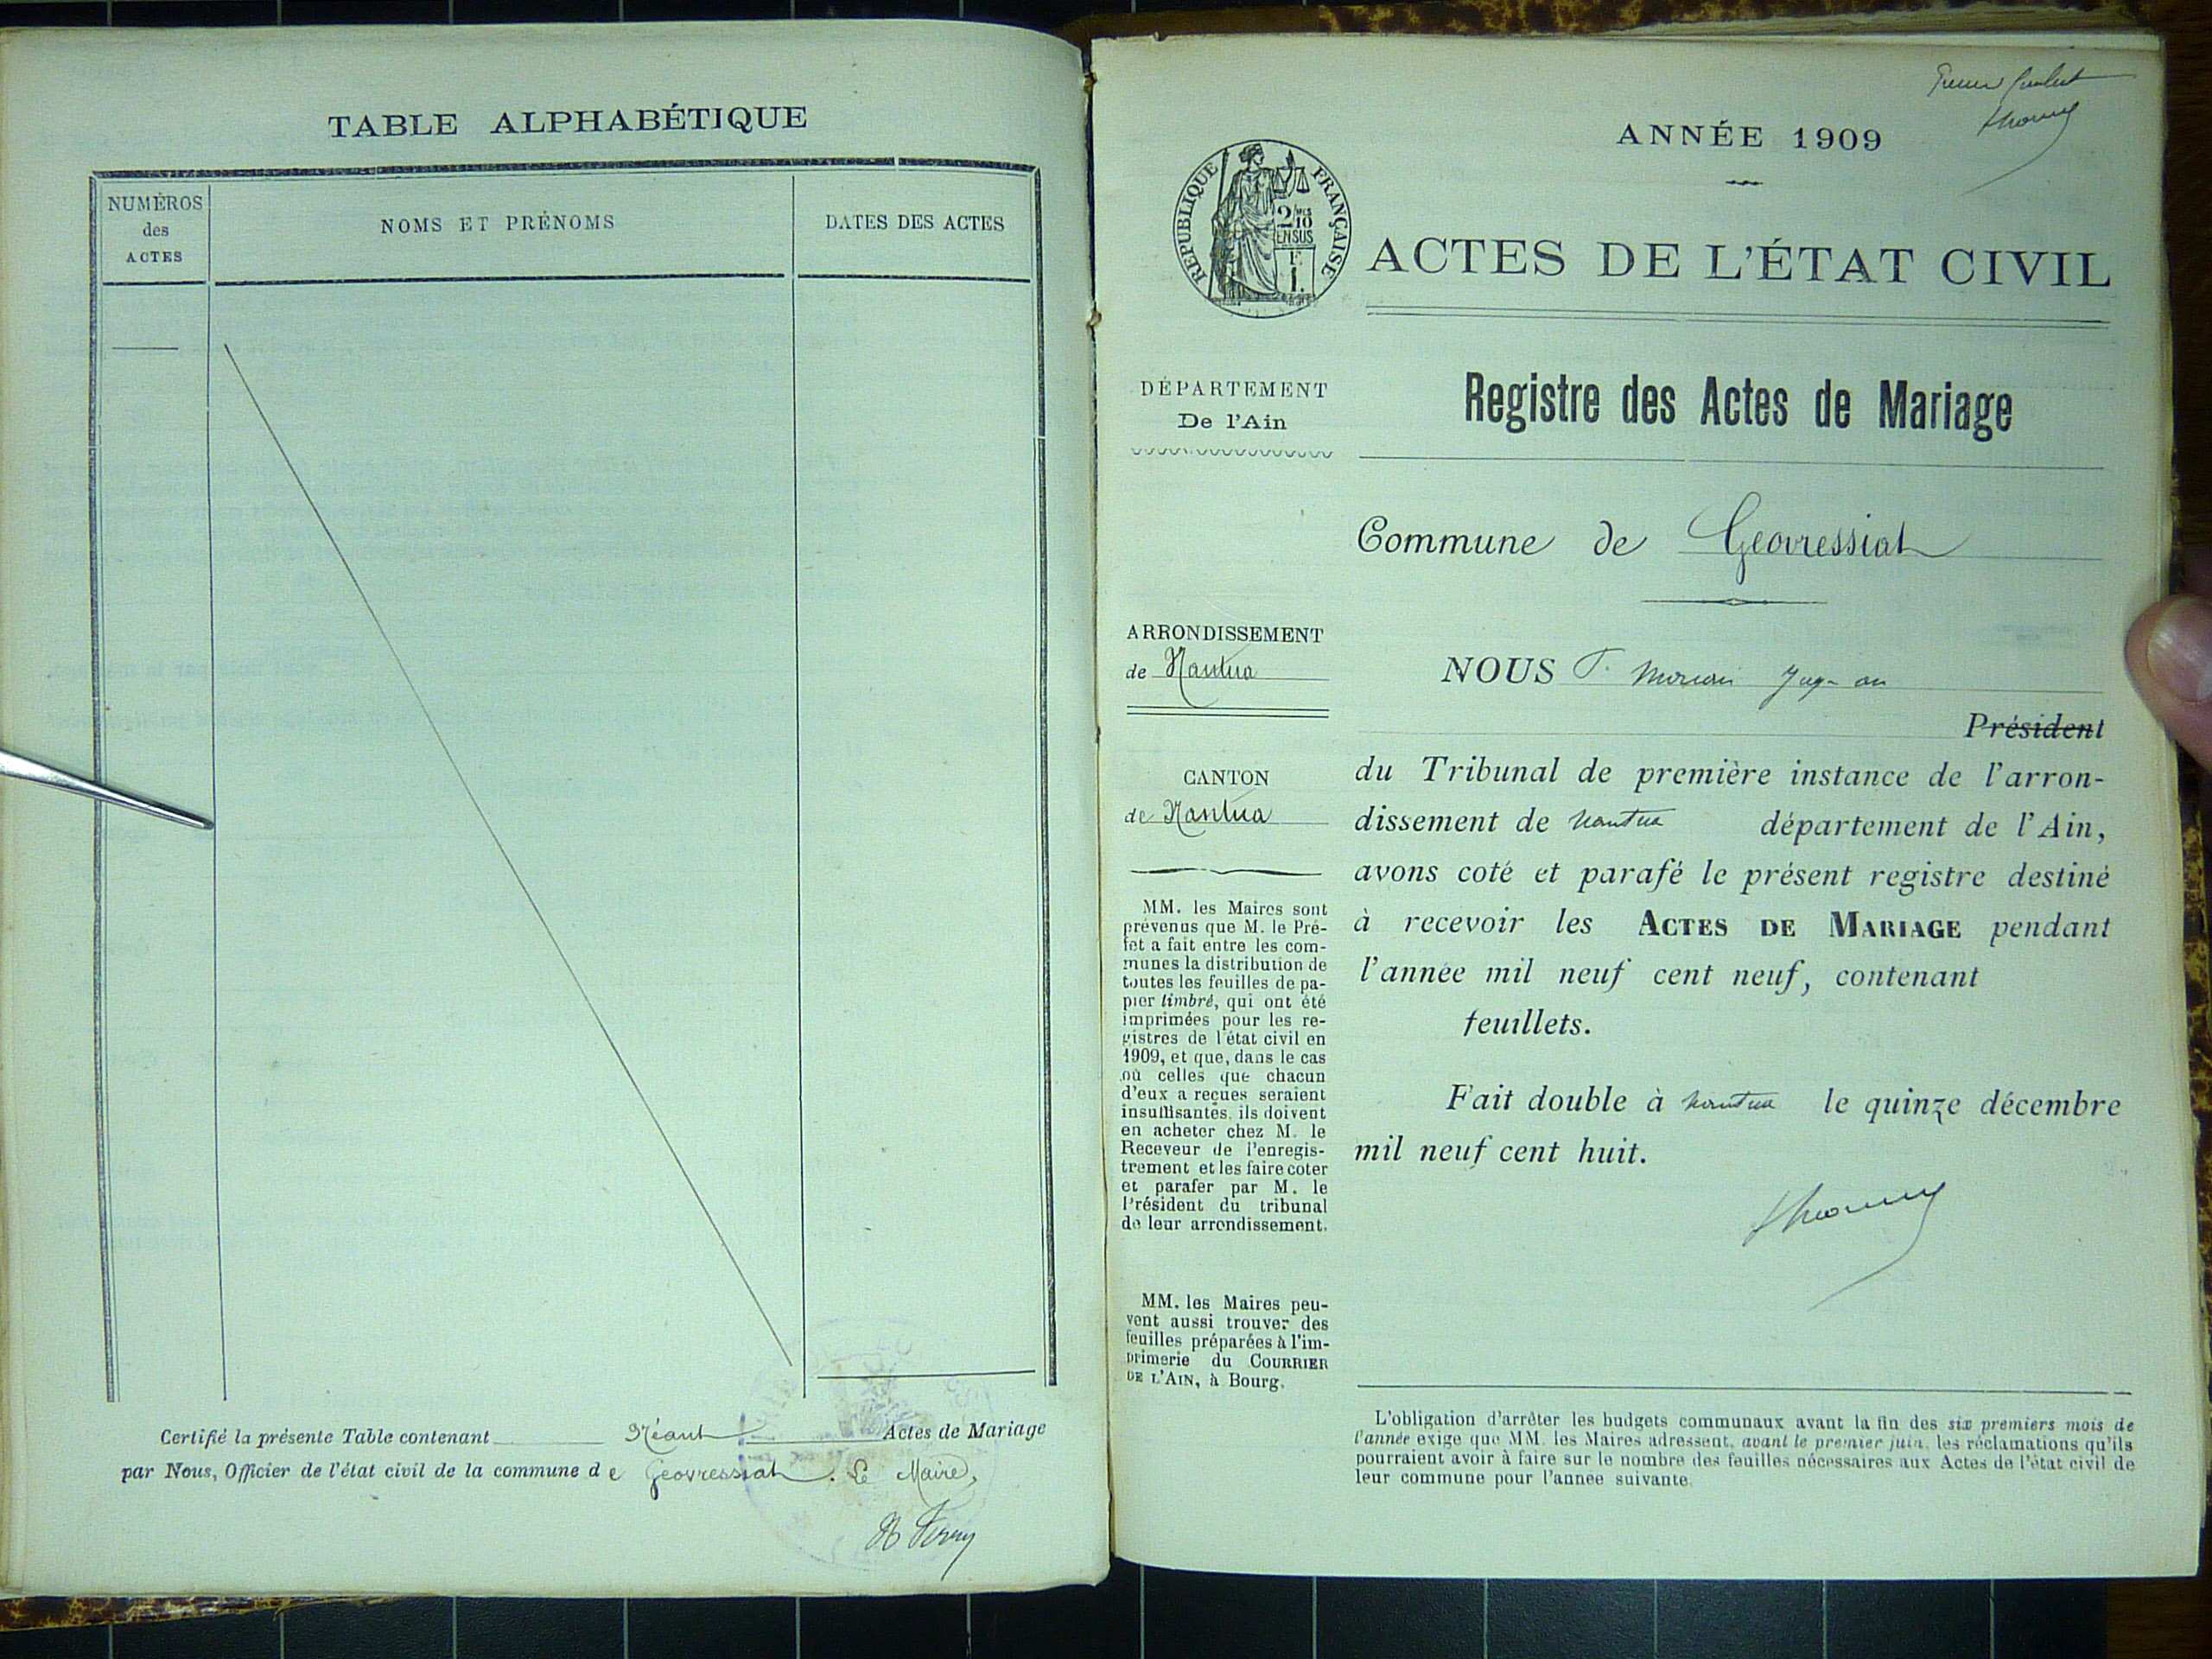 TABLE ALPHABÉTIQUE
NUMÉROS
des
ACTES
NOMS ET PRÉNOMS
DATES DES ACTES
Certifié la présente Table contenant Néant Actes de Mariage
par Nous, Officier de l'état civil de la commune de Geovressiat. Le Maire,
ANNÉE 1909
RÉPUBLIQUE FRANÇAISE
2/10
EN SUS
F.
1.
ACTES DE L'ÉTAT CIVIL
DÉPARTEMENT
De l'Ain
Registre des Actes de Mariage
Commune de Geovressiat
ARRONDISSEMENT
de Nantua
CANTON
de Nantua
MM. les Maires sont
prévenus que M. le Pré-
fet a fait entre les com-
munes la distribution de
toutes les feuilles de pa-
pier timbré, qui ont été
imprimées pour les re-
gistres de l'état civil en
1909, et que, dans le cas
où celles que chacun
d'eux a reçues seraient
insuffisantes, ils doivent
en acheter chez M. le
Receveur de l'enregis-
trement et les faire coter
et parafer par M. le
Président du tribunal
de leur arrondissement.
MM. les Maires peu-
vent aussi trouver des
feuilles préparées à l'im-
primerie du COURRIER
DE L'AIN, à Bourg.
NOUS
Président
du Tribunal de première instance de l'arron-
dissement de Nantua département de l'Ain,
avons coté et parafé le présent registre destiné
à recevoir les ACTES DE MARIAGE pendant
l'année mil neuf cent neuf, contenant
feuillets.
Fait double à Nantua le quinze décembre
mil neuf cent huit.
L'obligation d'arrêter les budgets communaux avant la fin des six premiers mois de
l'année exige que MM. les Maires adressent, avant le premier juin, les réclamations qu'ils
pourraient avoir à faire sur le nombre des feuilles nécessaires aux Actes de l'état civil de
leur commune pour l'année suivante.